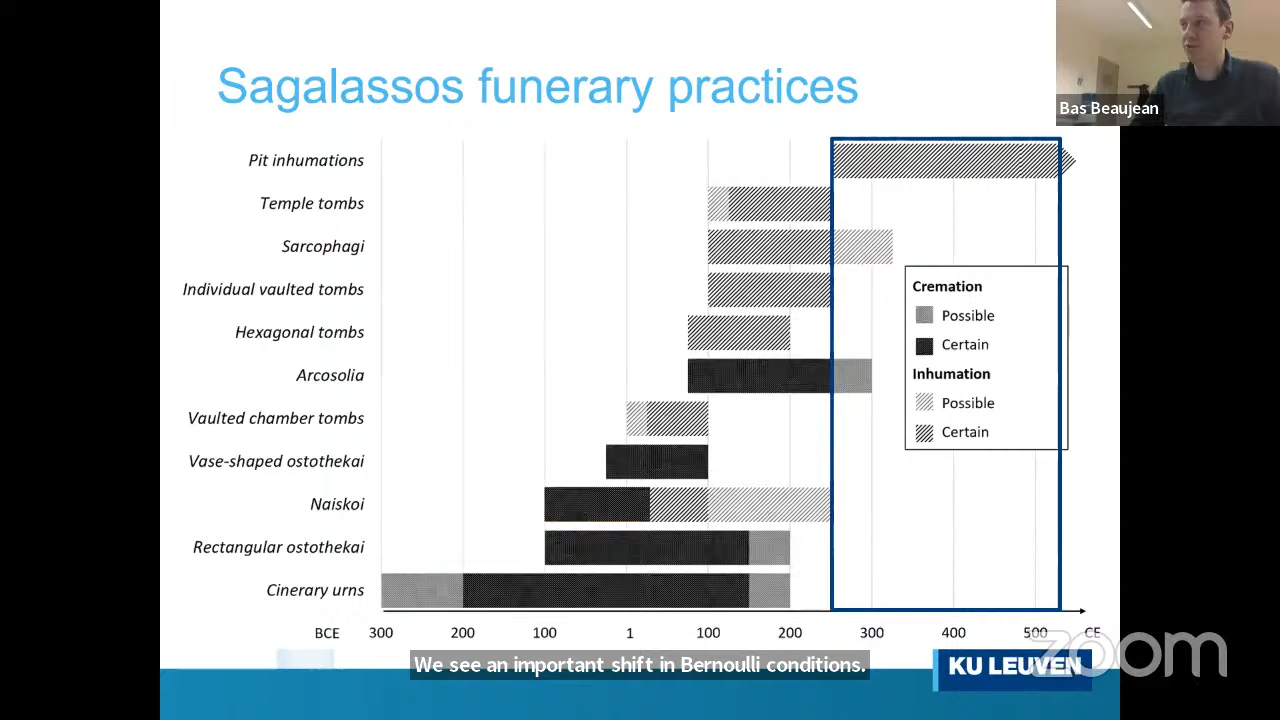 Sagalassos funerary practices
Bas Beaujean
Pit inhumations
Temple tombs
Sarcophagi
Individual vaulted tombs
Hexagonal tombs
Arcosolia
Vaulted chamber tombs
Vase-shaped ostothekai
Naiskoi
Rectangular ostothekai
Cinerary urns
Cremation
Possible
Certain
Inhumation
Possible
Certain
BCE 300 200 100 1 100 200 300 400 500 CE
We see an important shift in Bernoulli conditions.
KU LEUVEN
zoom